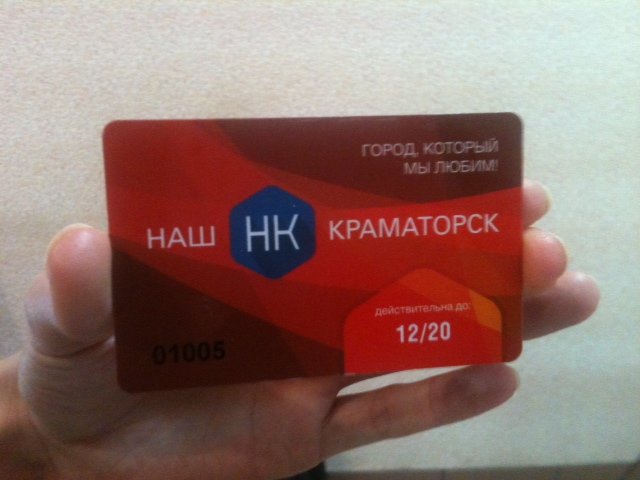 ГОРОД, КОТОРЫЙ
МЫ ЛЮБИМ!
НАШ НК КРАМАТОРСК
действительна до:
12/20
01005